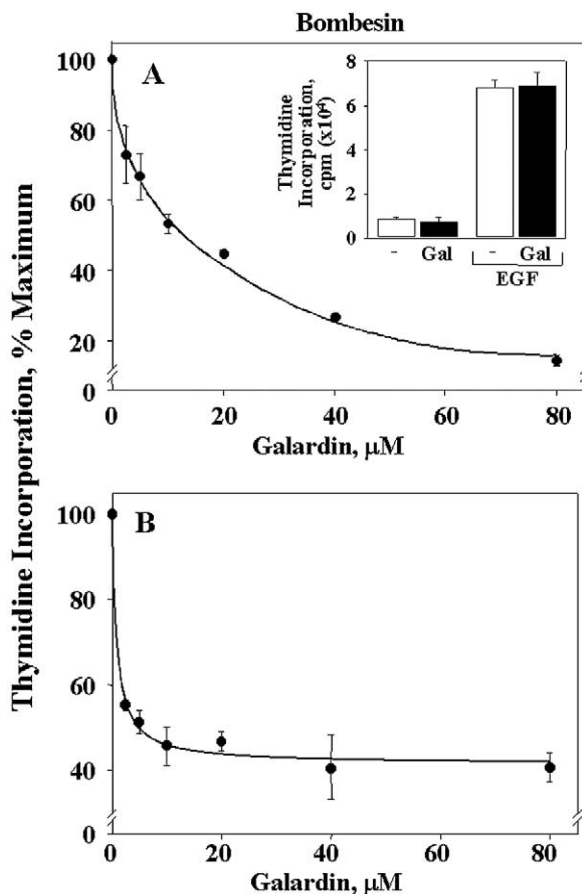 Bombesin
Thymidine Incorporation, % Maximum
A
100
80
60
40
20
0
0 20 40 60 80
Galardin, µM
Thymidine
Incorporation,
cpm (x10⁴)
8
6
4
2
0
- Gal - Gal
EGF
B
100
80
60
40
0
0 20 40 60 80
Galardin, µM